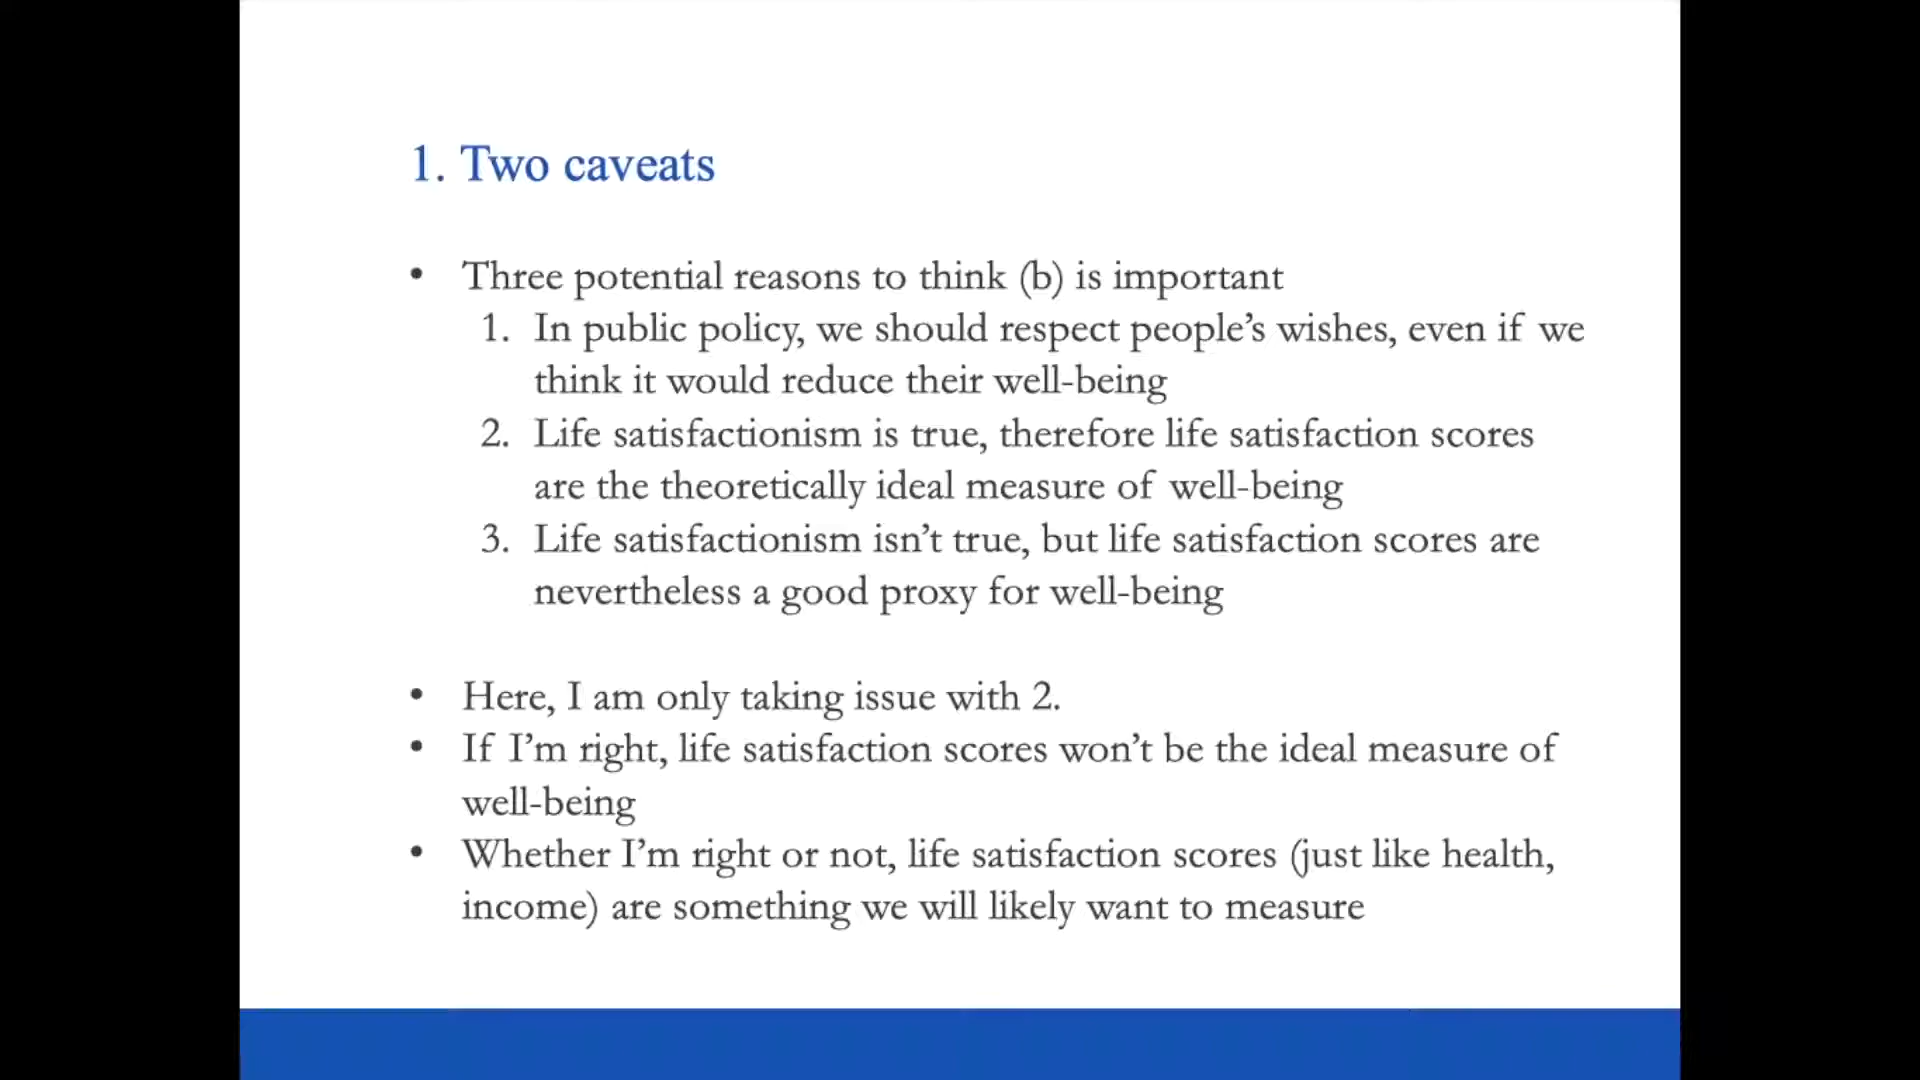 1. Two caveats
• Three potential reasons to think (b) is important
1. In public policy, we should respect people’s wishes, even if we
think it would reduce their well-being
2. Life satisfactionism is true, therefore life satisfaction scores
are the theoretically ideal measure of well-being
3. Life satisfactionism isn’t true, but life satisfaction scores are
nevertheless a good proxy for well-being
• Here, I am only taking issue with 2.
• If I’m right, life satisfaction scores won’t be the ideal measure of
well-being
• Whether I’m right or not, life satisfaction scores (just like health,
income) are something we will likely want to measure